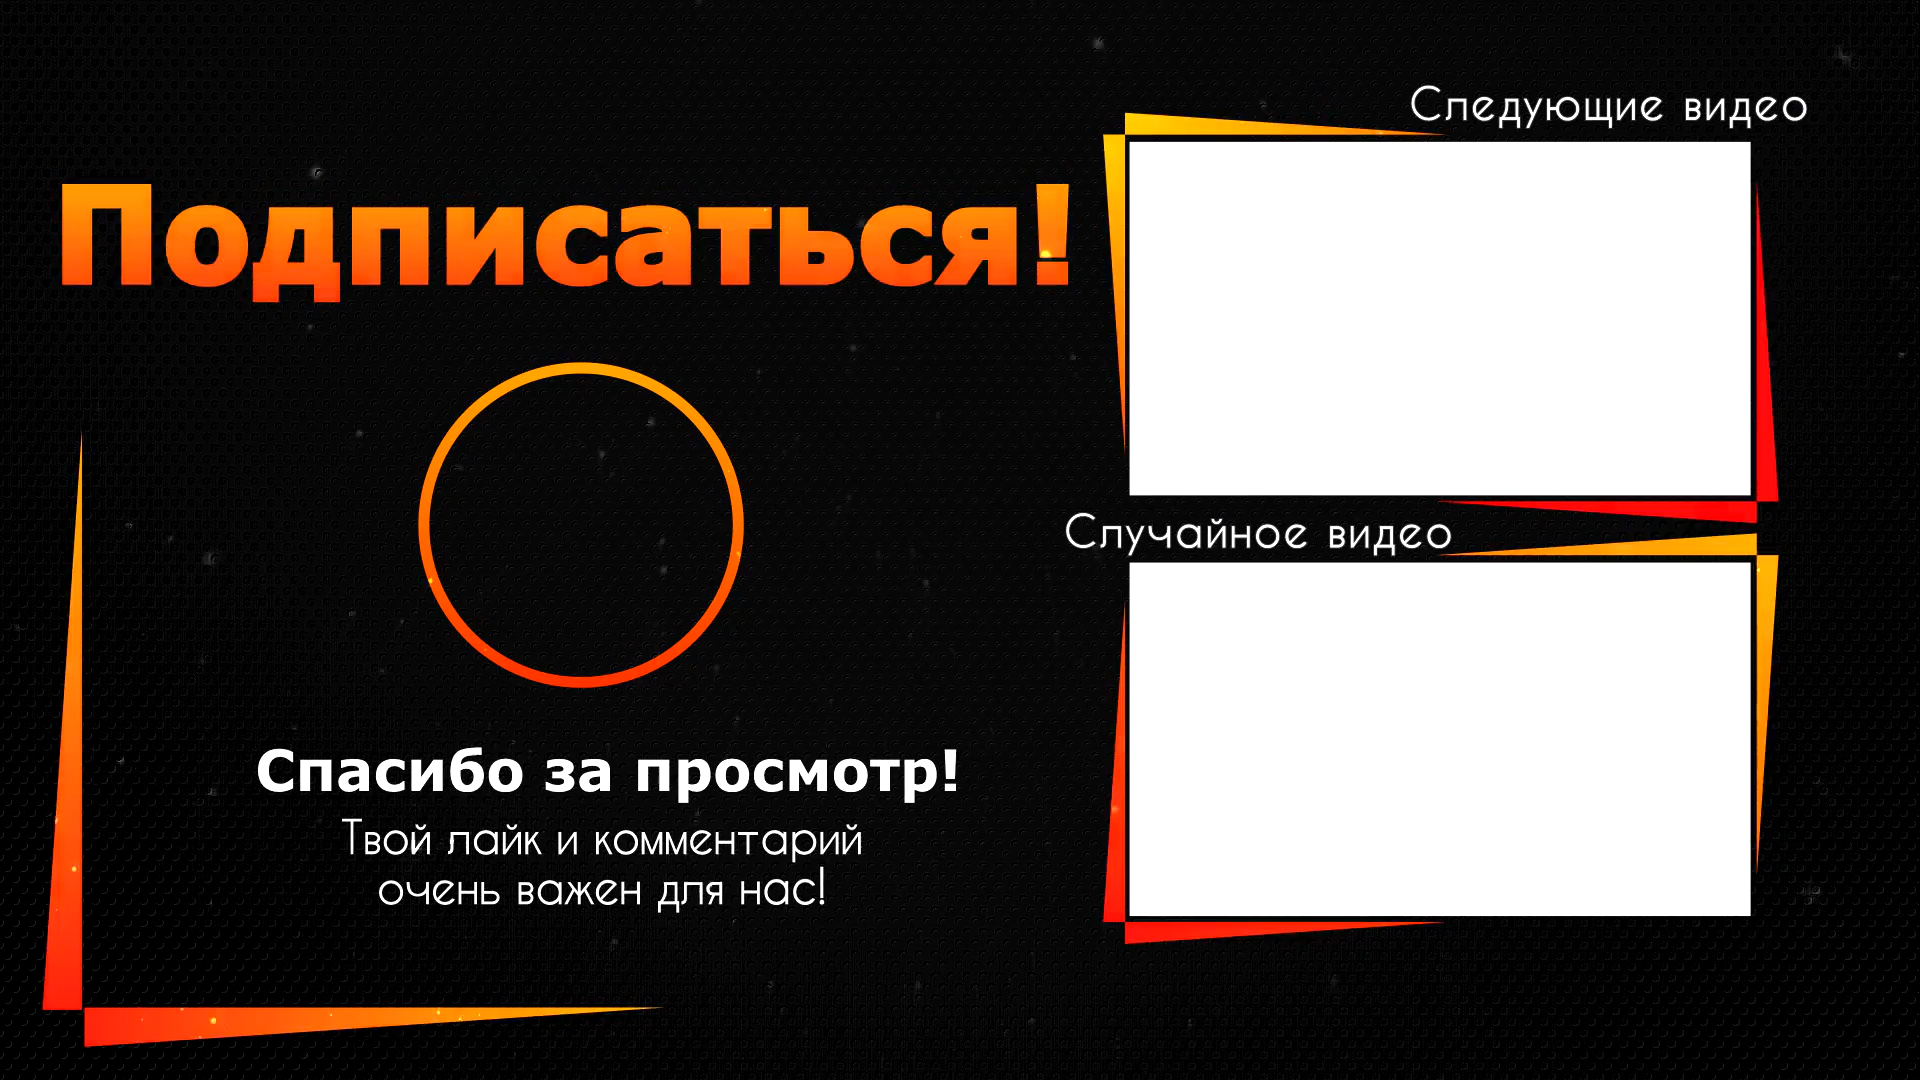 Подписаться!
Спасибо за просмотр!
Твой лайк и комментарий
очень важен для нас!
Следующие видео
Случайное видео